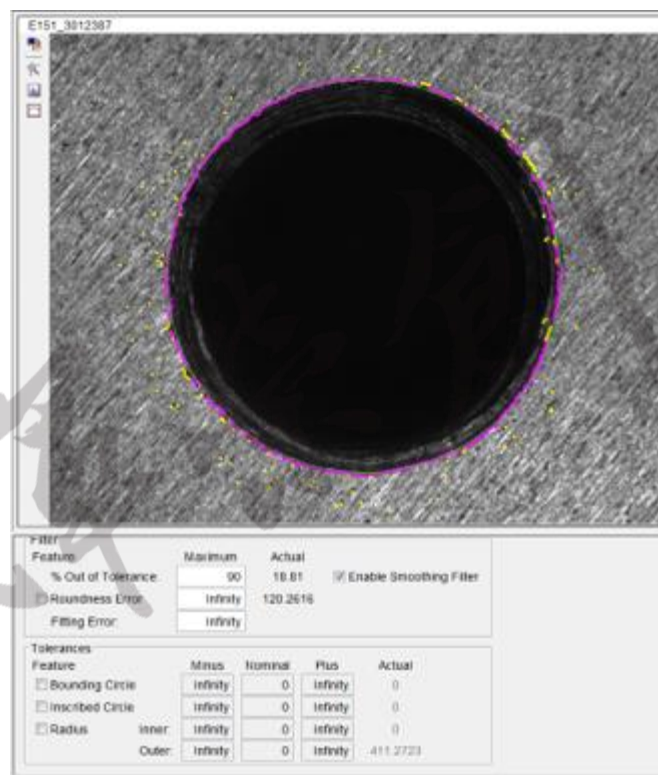 E151_3012387
Filter
Feature Maximum Actual
% Out of Tolerance: 90 18.81 Enable Smoothing Filter
Roundness Error: Infinity 120.2616
Fitting Error: Infinity
Tolerances
Feature Minus Nominal Plus Actual
Bounding Circle Infinity 0 Infinity 0
Inscribed Circle Infinity 0 Infinity 0
Radius Inner: Infinity 0 Infinity 0
Outer: Infinity 0 Infinity 411.2723